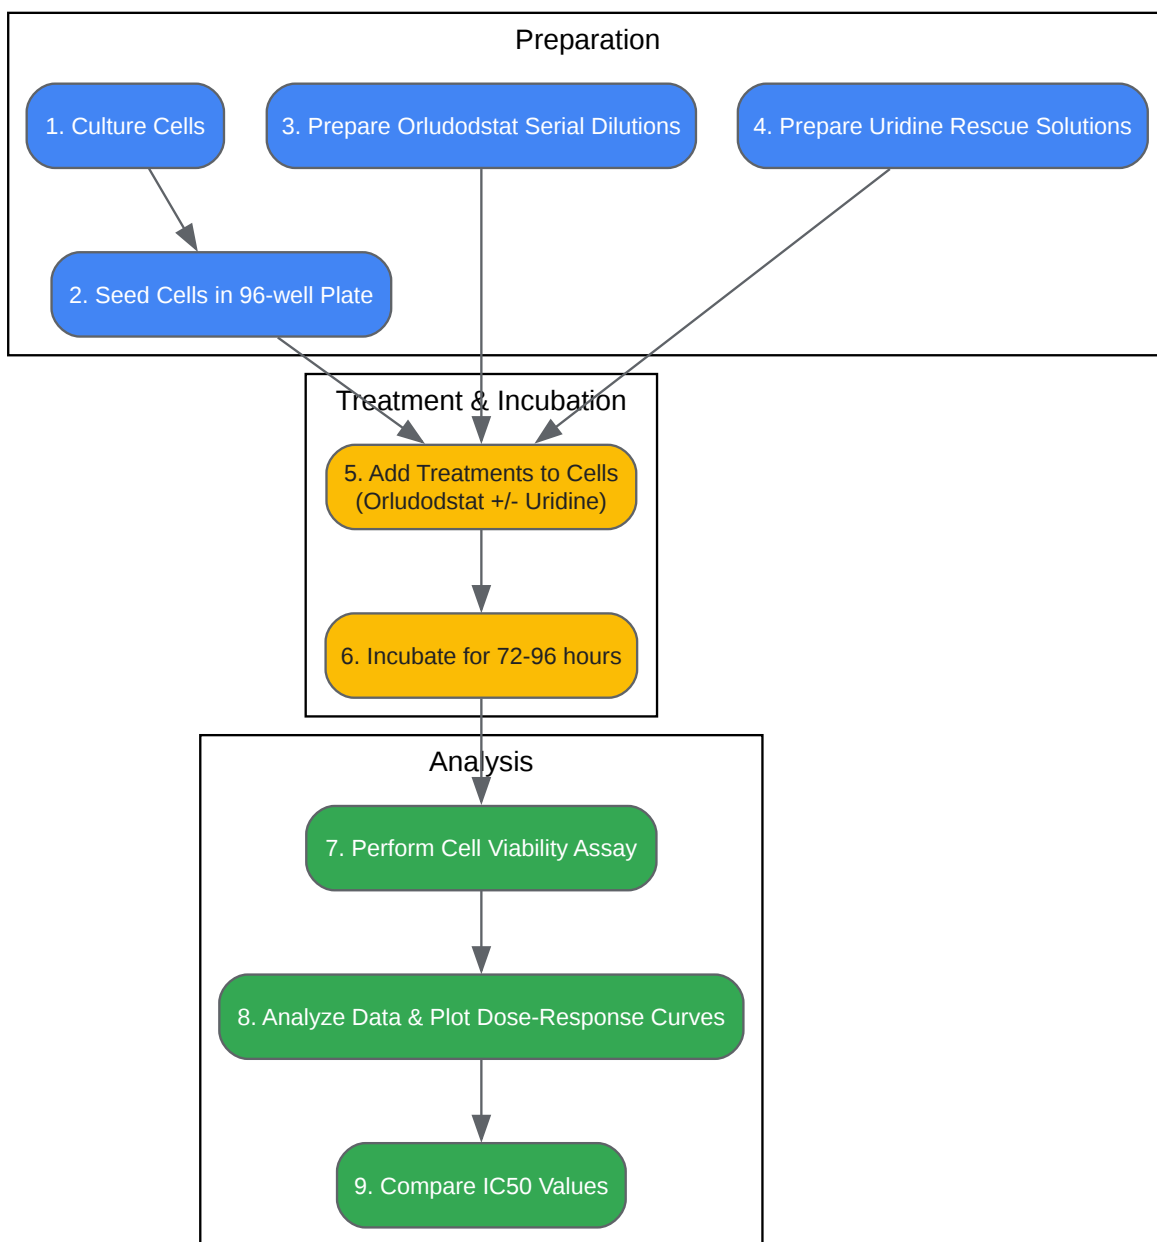 Preparation
1. Culture Cells
3. Prepare Orludodstat Serial Dilutions
4. Prepare Uridine Rescue Solutions
2. Seed Cells in 96-well Plate
Treatment & Incubation
5. Add Treatments to Cells
(Orludodstat +/- Uridine)
6. Incubate for 72-96 hours
Analysis
7. Perform Cell Viability Assay
8. Analyze Data & Plot Dose-Response Curves
9. Compare IC50 Values